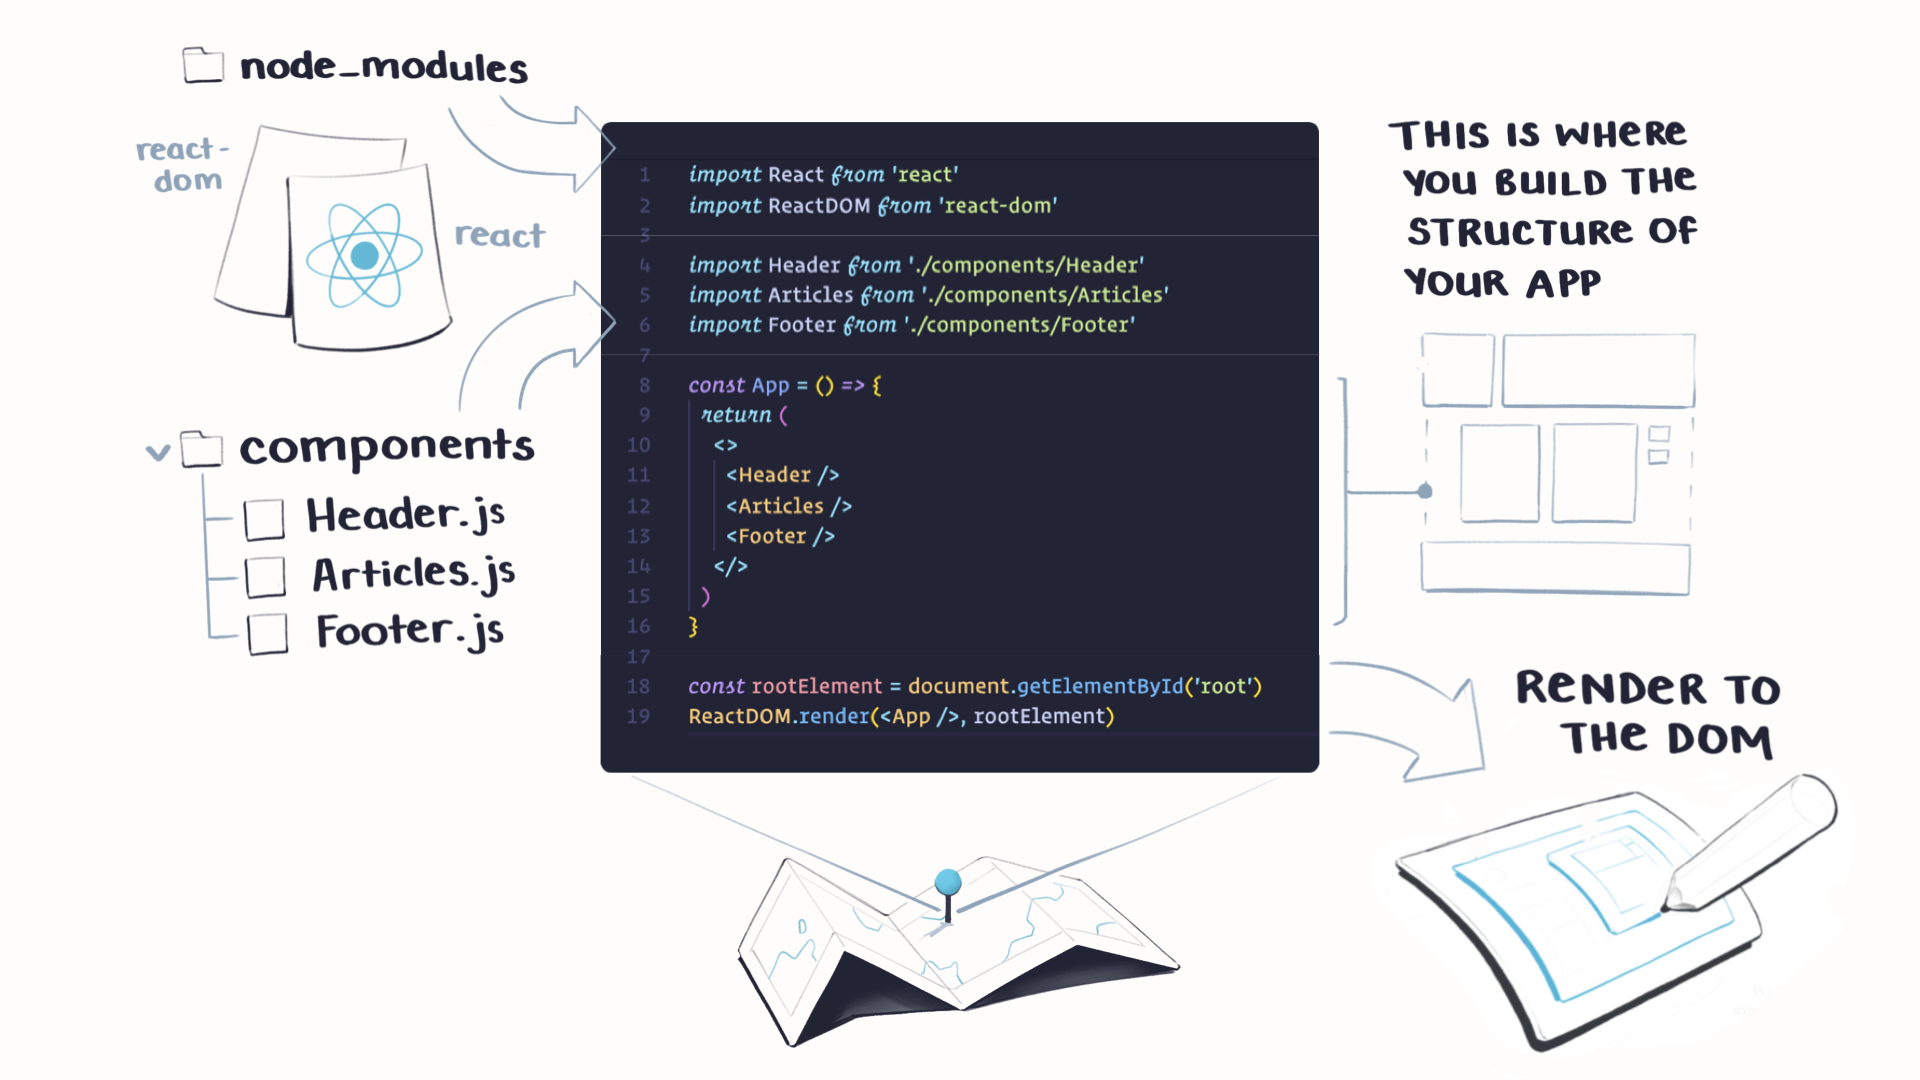 node_modules
react-
dom
react
components
Header.js
Articles.js
Footer.js
1 import React from 'react'
2 import ReactDOM from 'react-dom'
3
4 import Header from './components/Header'
5 import Articles from './components/Articles'
6 import Footer from './components/Footer'
7
8 const App = () => {
9 return (
10 <>
11 <Header />
12 <Articles />
13 <Footer />
14 </>
15 )
16 }
17
18 const rootElement = document.getElementById('root')
19 ReactDOM.render(<App />, rootElement)
THIS IS WHERE
YOU BUILD THE
STRUCTURE OF
YOUR APP
RENDER TO
THE DOM